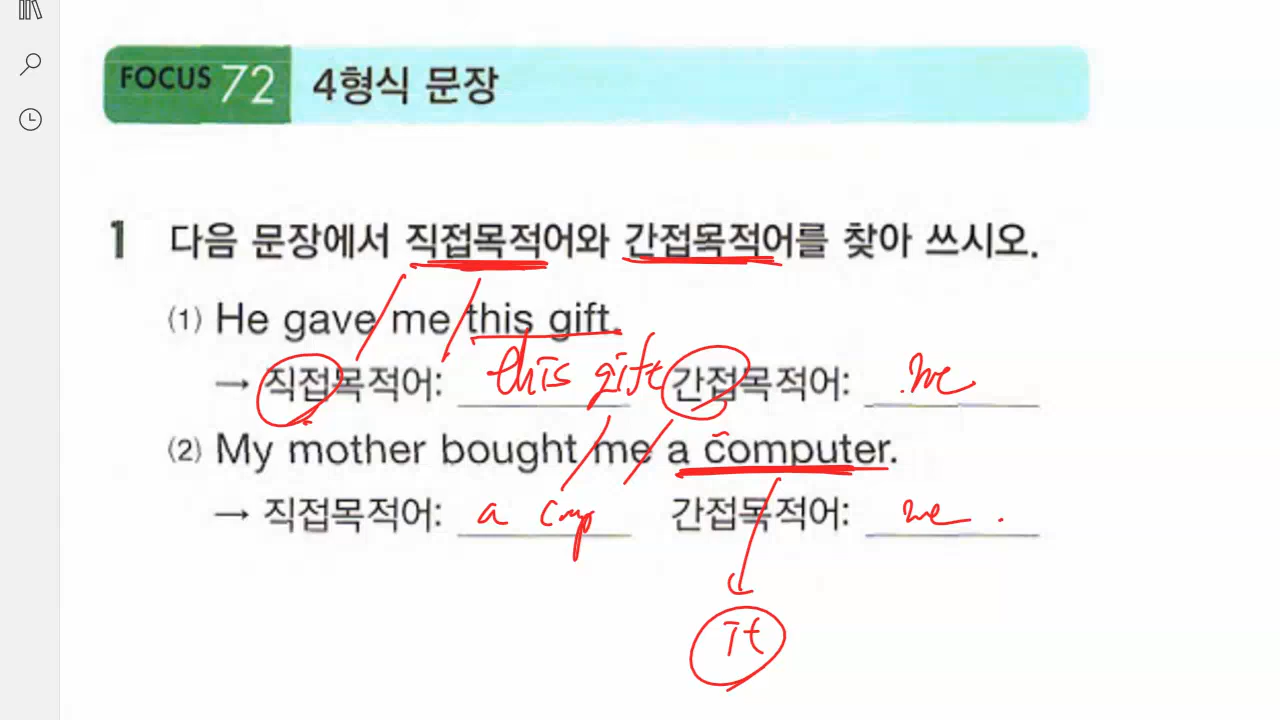 FOCUS 72 4형식 문장
1 다음 문장에서 직접목적어와 간접목적어를 찾아 쓰시오.
(1) He gave me this gift.
→ 직접목적어: this gift 간접목적어: me
(2) My mother bought me a computer.
→ 직접목적어: a comp 간접목적어: me .
it